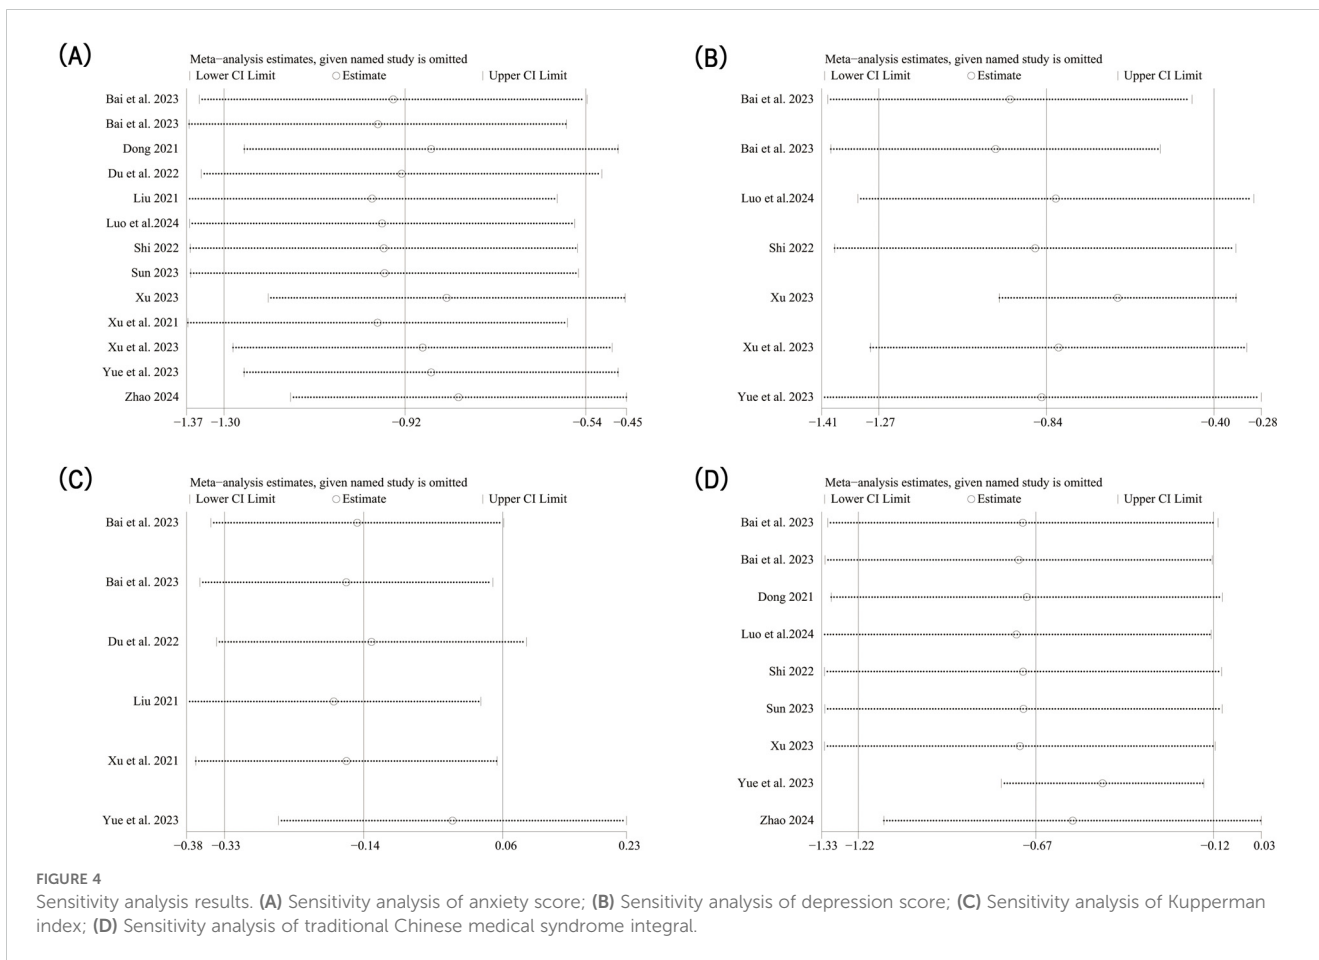 (A)
Meta−analysis estimates, given named study is omitted
Lower CI Limit Estimate Upper CI Limit
Bai et al. 2023
Bai et al. 2023
Dong 2021
Du et al. 2022
Liu 2021
Luo et al.2024
Shi 2022
Sun 2023
Xu 2023
Xu et al. 2021
Xu et al. 2023
Yue et al. 2023
Zhao 2024
−1.37 −1.30 −0.92 −0.54 −0.45
(B)
Meta−analysis estimates, given named study is omitted
Lower CI Limit Estimate Upper CI Limit
Bai et al. 2023
Bai et al. 2023
Luo et al.2024
Shi 2022
Xu 2023
Xu et al. 2023
Yue et al. 2023
−1.41 −1.27 −0.84 −0.40 −0.28
(C)
Meta−analysis estimates, given named study is omitted
Lower CI Limit Estimate Upper CI Limit
Bai et al. 2023
Bai et al. 2023
Du et al. 2022
Liu 2021
Xu et al. 2021
Yue et al. 2023
−0.38 −0.33 −0.14 0.06 0.23
(D)
Meta−analysis estimates, given named study is omitted
Lower CI Limit Estimate Upper CI Limit
Bai et al. 2023
Bai et al. 2023
Dong 2021
Luo et al.2024
Shi 2022
Sun 2023
Xu 2023
Yue et al. 2023
Zhao 2024
−1.33 −1.22 −0.67 −0.12 0.03
FIGURE 4
Sensitivity analysis results. (A) Sensitivity analysis of anxiety score; (B) Sensitivity analysis of depression score; (C) Sensitivity analysis of Kupperman
index; (D) Sensitivity analysis of traditional Chinese medical syndrome integral.